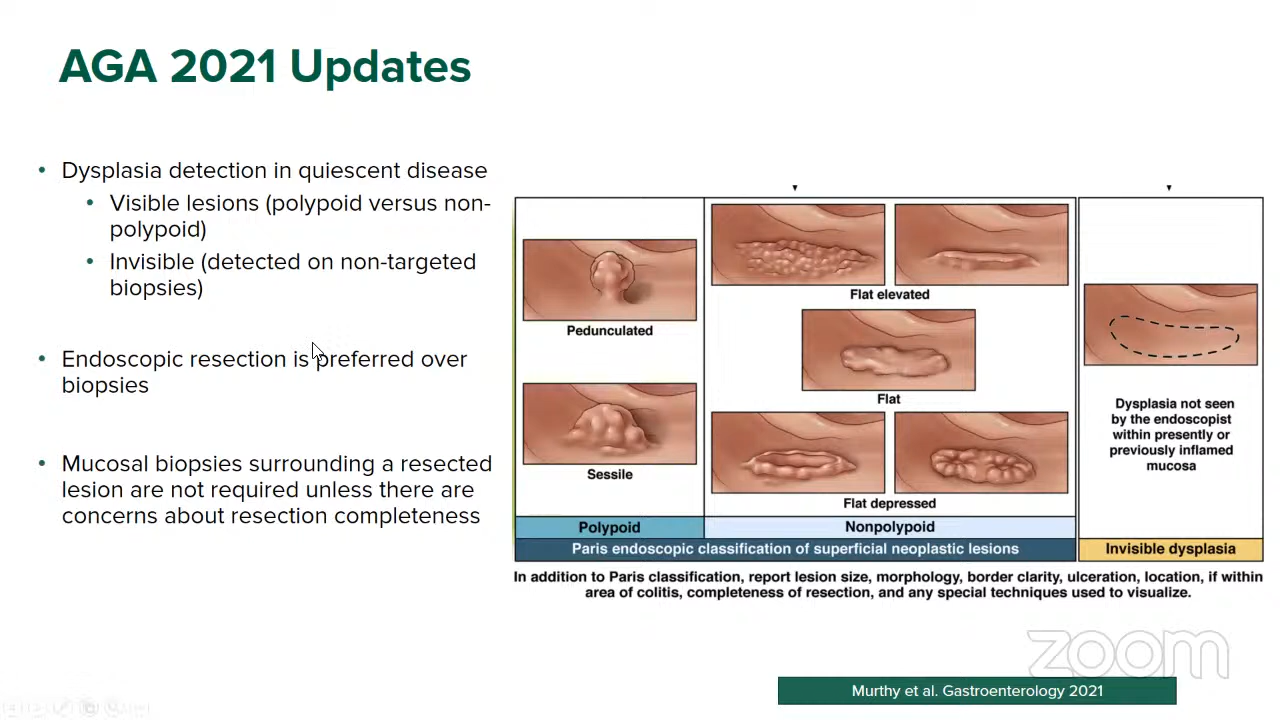 AGA 2021 Updates
• Dysplasia detection in quiescent disease
• Visible lesions (polypoid versus non-
polypoid)
• Invisible (detected on non-targeted
biopsies)
• Endoscopic resection is preferred over
biopsies
• Mucosal biopsies surrounding a resected
lesion are not required unless there are
concerns about resection completeness
Pedunculated
Sessile
Polypoid
Flat elevated
Flat
Flat depressed
Nonpolypoid
Paris endoscopic classification of superficial neoplastic lesions
Dysplasia not seen
by the endoscopist
within presently or
previously inflamed
mucosa
Invisible dysplasia
In addition to Paris classification, report lesion size, morphology, border clarity, ulceration, location, if within
area of colitis, completeness of resection, and any special techniques used to visualize.
zoom
Murthy et al. Gastroenterology 2021